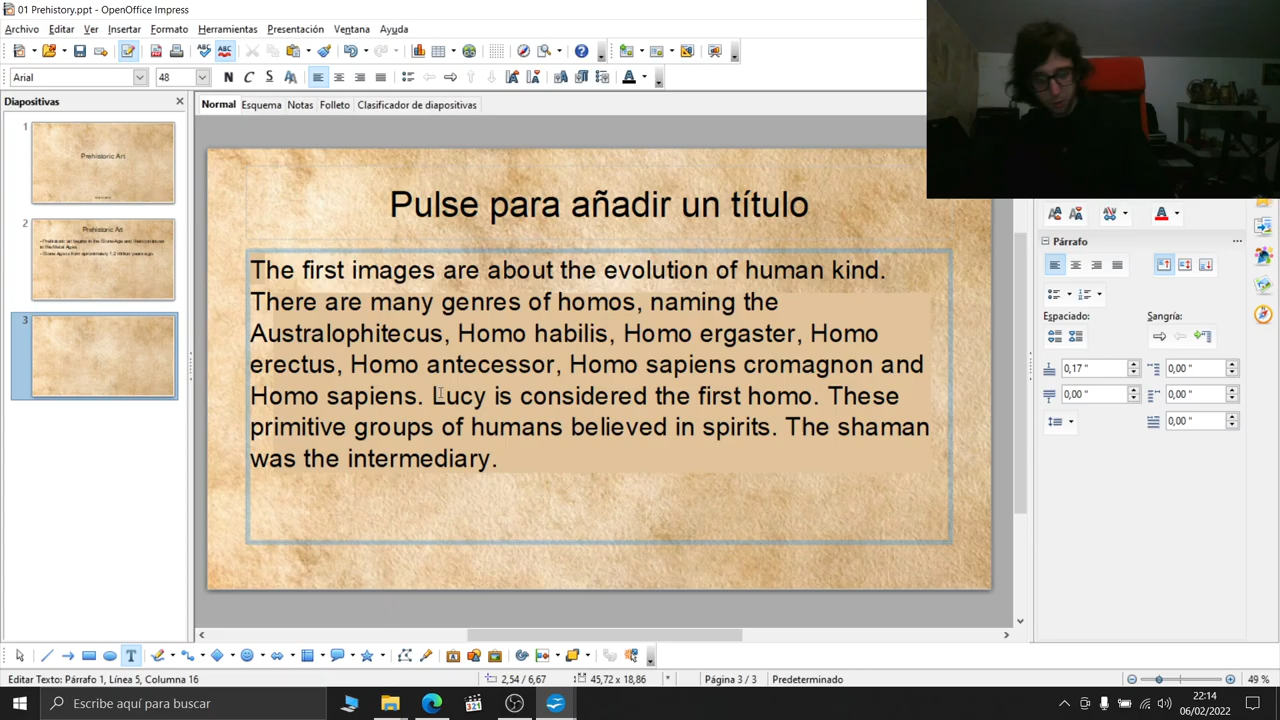 01 Prehistory.ppt - OpenOffice Impress
Archivo Editar Ver Insertar Formato Herramientas Presentación Ventana Ayuda
Arial 48 N C S
Diapositivas
Normal Esquema Notas Folleto Clasificador de diapositivas
1
Prehistoric Art
2
Prehistoric Art
3
Pulse para añadir un título
The first images are about the evolution of human kind.
There are many genres of homos, naming the
Australophitecus, Homo habilis, Homo ergaster, Homo
erectus, Homo antecessor, Homo sapiens cromagnon and
Homo sapiens. Lucy is considered the first homo. These
primitive groups of humans believed in spirits. The shaman
was the intermediary.
Párrafo
Espaciado: Sangría:
0,17 " 0,00 "
0,00 " 0,00 "
0,00 "
Editar Texto: Párrafo 1, Línea 5, Columna 16 2,54 / 6,67 45,72 x 18,86 * Página 3 / 3 Predeterminado 49 %
Escribe aquí para buscar
22:14
06/02/2022